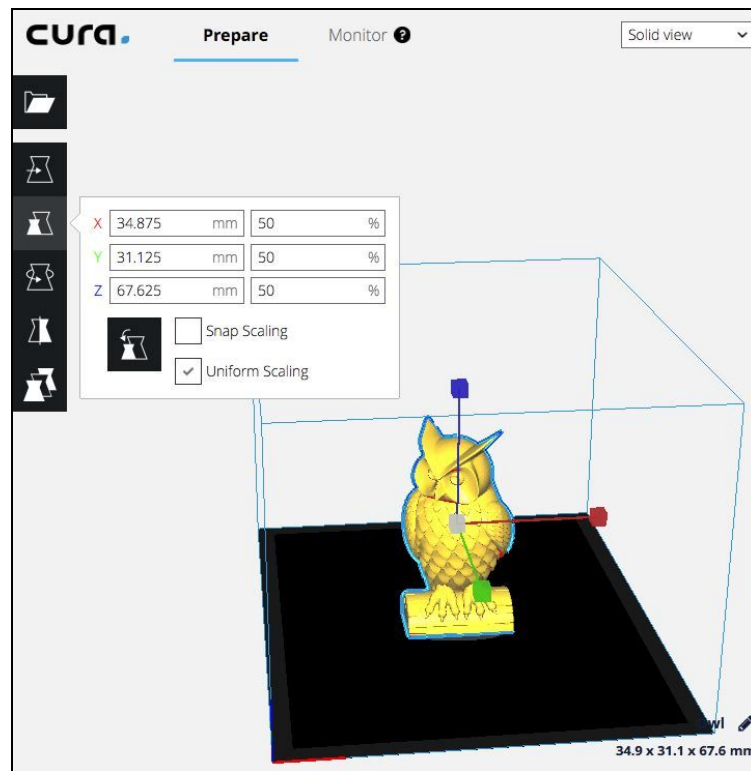 cura.
Prepare
Monitor ?
Solid view
X 34.875 mm 50 %
Y 31.125 mm 50 %
Z 67.625 mm 50 %
Snap Scaling
Uniform Scaling
34.9 x 31.1 x 67.6 mm